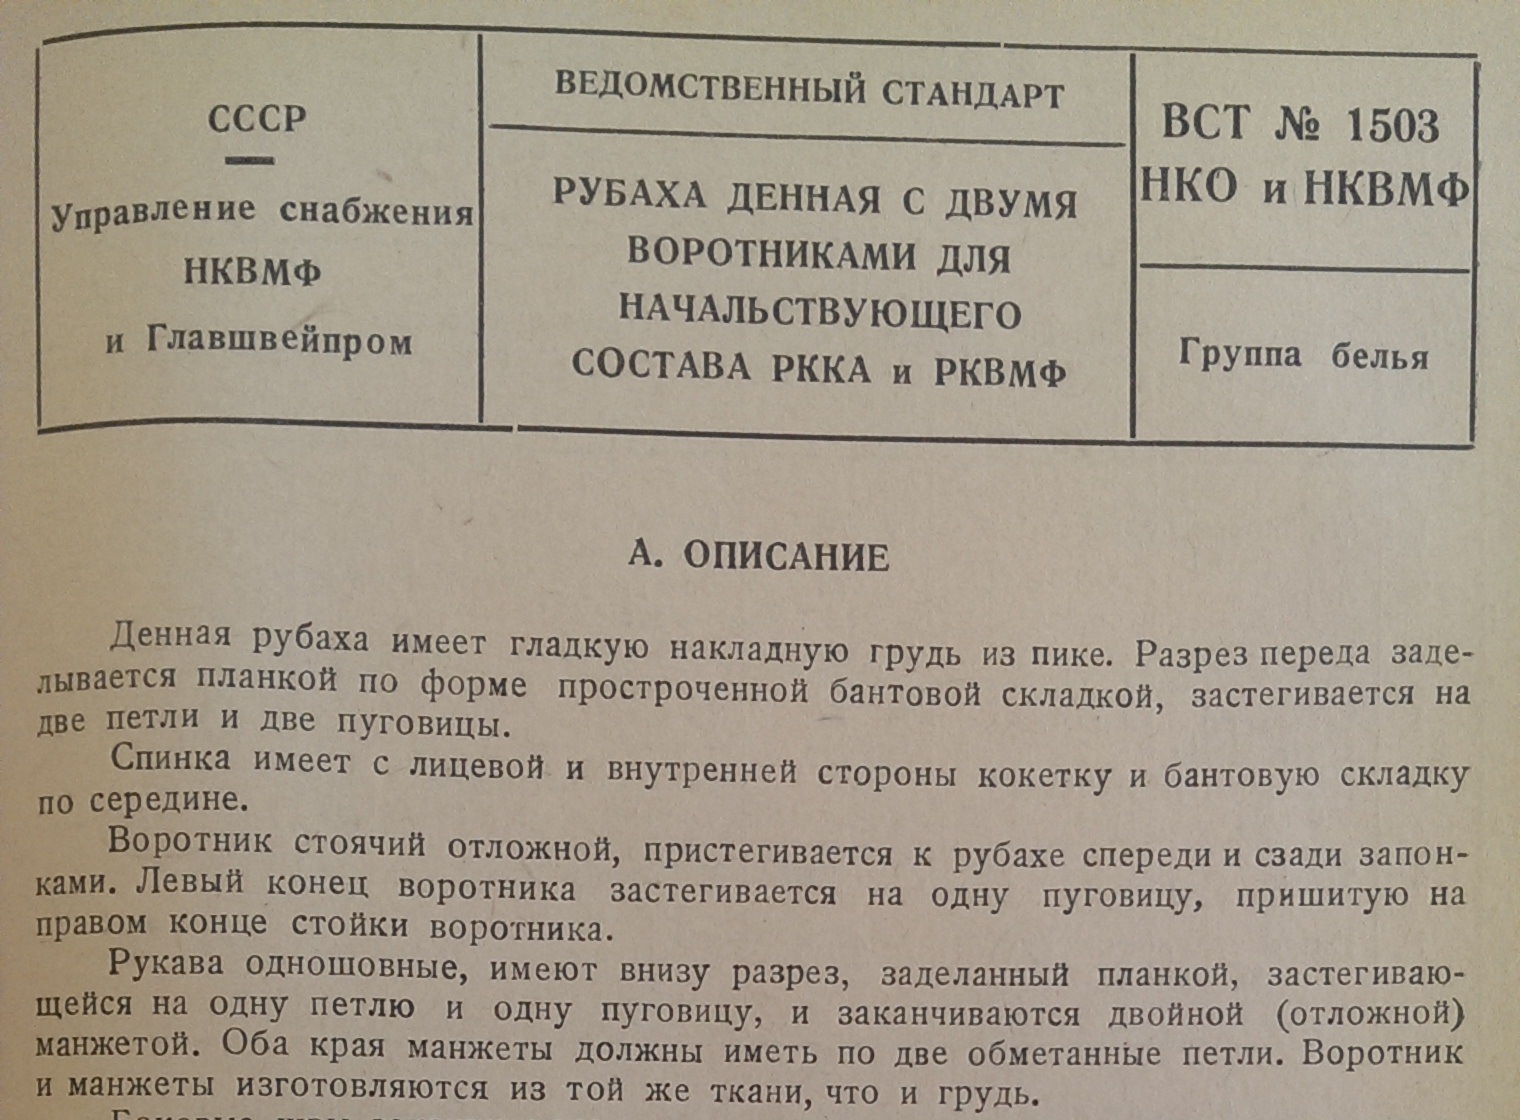 СССР
Управление снабжения
НКВМФ
и Главшвейпром
ВЕДОМСТВЕННЫЙ СТАНДАРТ
РУБАХА ДЕННАЯ С ДВУМЯ
ВОРОТНИКАМИ ДЛЯ
НАЧАЛЬСТВУЮЩЕГО
СОСТАВА РККА и РКВМФ
ВСТ № 1503
НКО и НКВМФ
Группа белья
А. ОПИСАНИЕ
Денная рубаха имеет гладкую накладную грудь из пике. Разрез переда заде-
лывается планкой по форме простроченной бантовой складкой, застегивается на
две петли и две пуговицы.
Спинка имеет с лицевой и внутренней стороны кокетку и бантовую складку
по середине.
Воротник стоячий отложной, пристегивается к рубахе спереди и сзади запон-
ками. Левый конец воротника застегивается на одну пуговицу, пришитую на
правом конце стойки воротника.
Рукава одношовные, имеют внизу разрез, заделанный планкой, застегиваю-
щейся на одну петлю и одну пуговицу, и заканчиваются двойной (отложной)
манжетой. Оба края манжеты должны иметь по две обметанные петли. Воротник
и манжеты изготовляются из той же ткани, что и грудь.